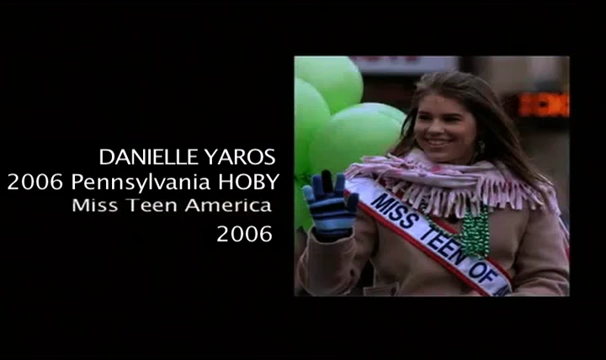 DANIELLE YAROS
2006 Pennsylvania HOBY
Miss Teen America
2006
MISS TEEN OF